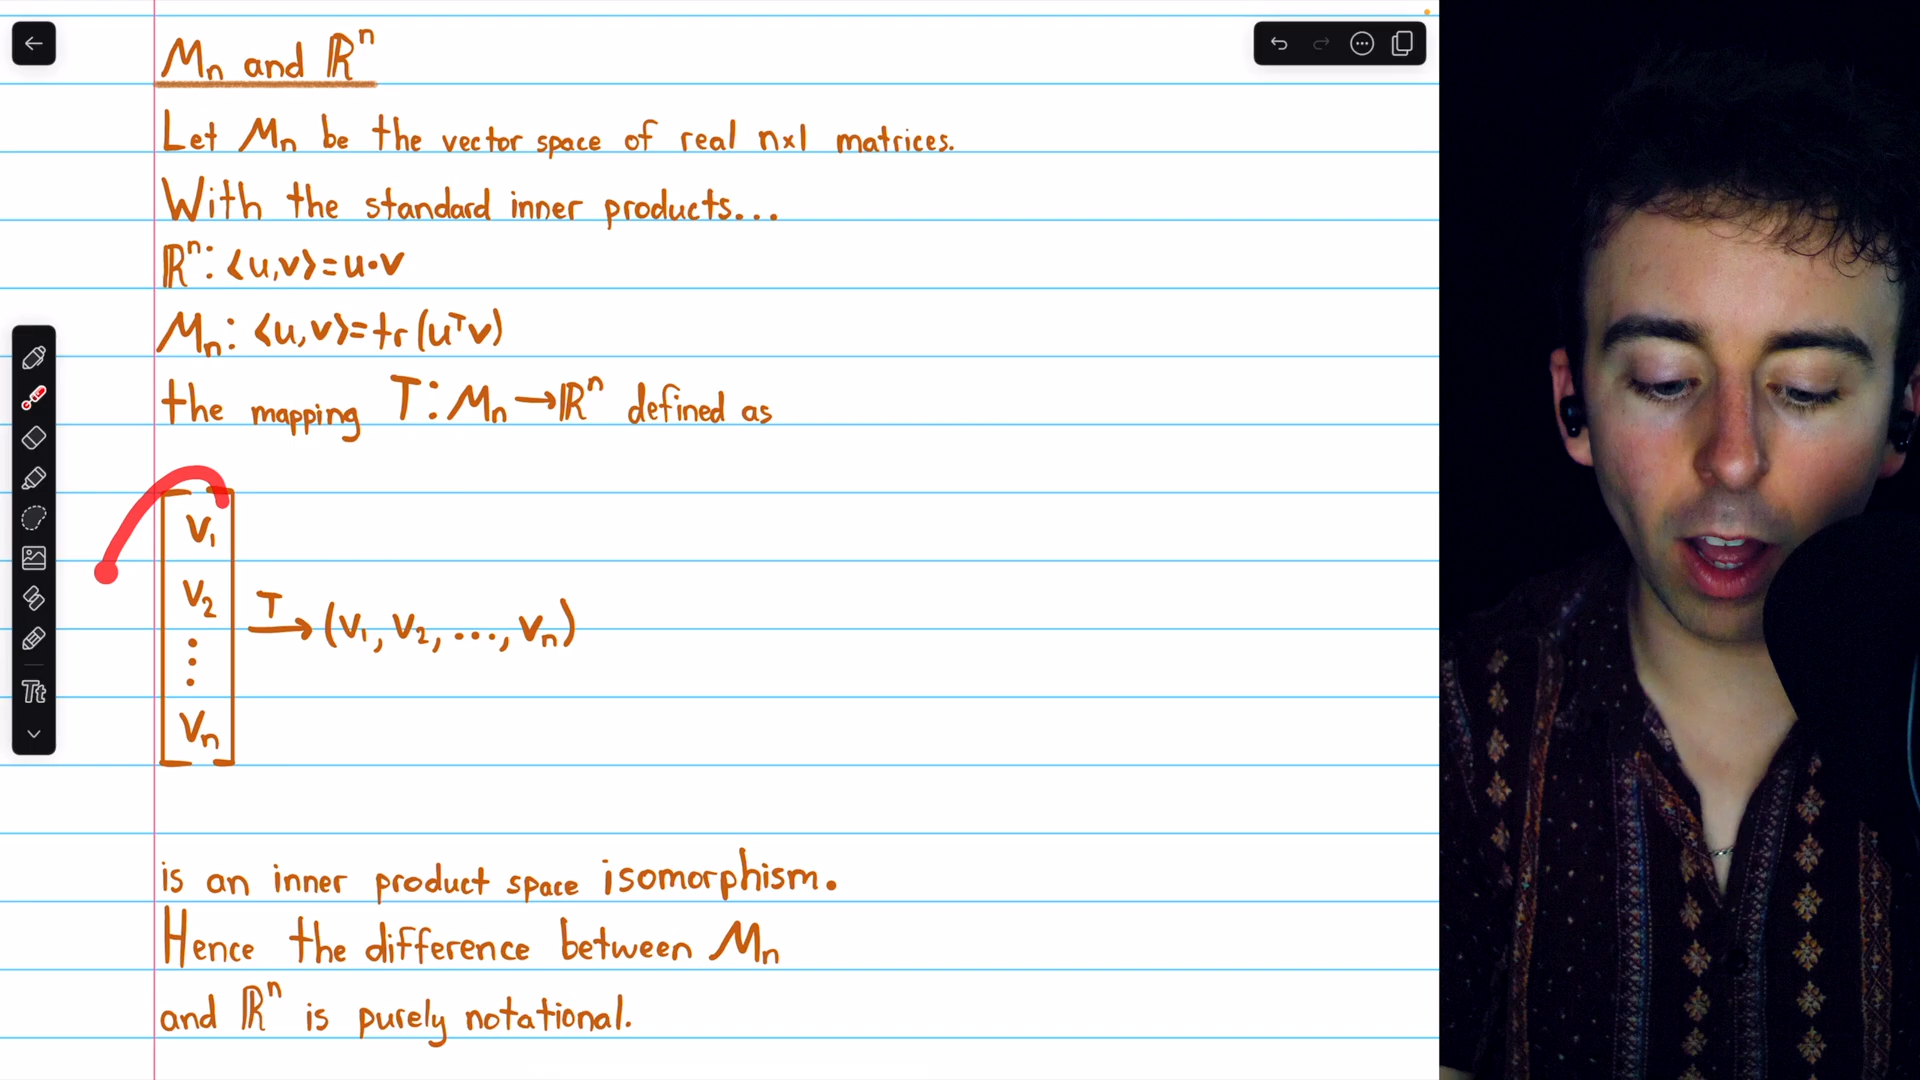 Mn and ℝⁿ
Let Mn be the vector space of real n×1 matrices.
With the standard inner products...
ℝⁿ: ⟨u,v⟩=u•v
Mn: ⟨u,v⟩=tr(uᵀv)
the mapping T: Mn→ℝⁿ defined as
[v₁
v₂
⋮
vₙ] T→ (v₁, v₂, ..., vₙ)
is an inner product space isomorphism.
Hence the difference between Mn
and ℝⁿ is purely notational.
Tt